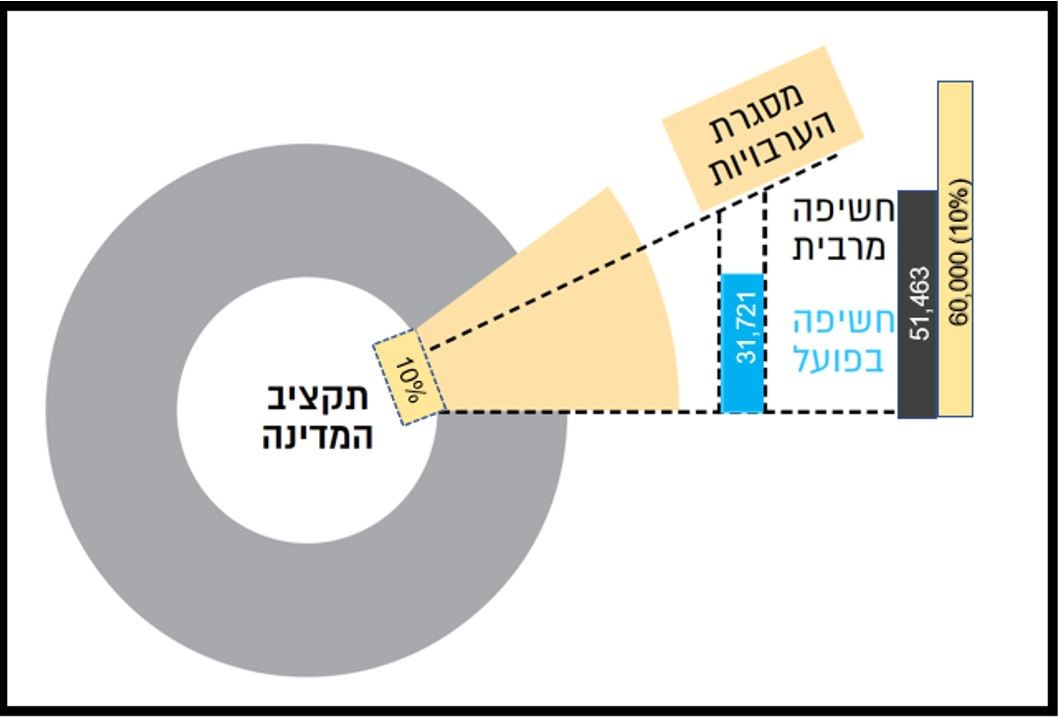 מסגרת
הערבויות
חשיפה
מרבית
חשיפה
בפועל
31,721
51,463
60,000 (10%)
10%
תקציב
המדינה